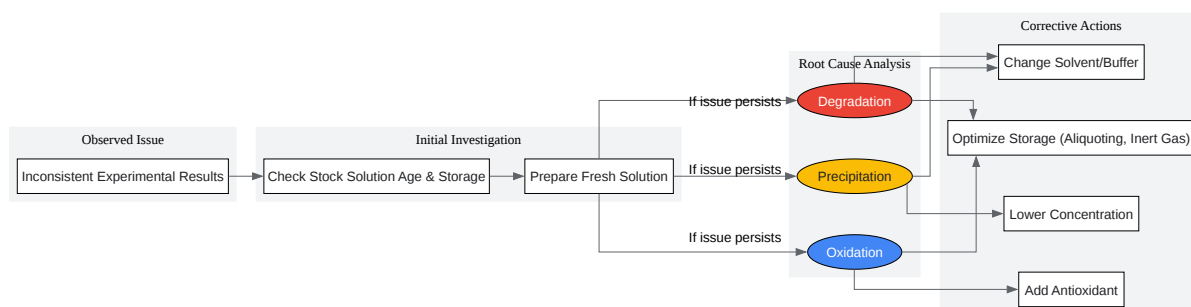 Corrective Actions
Change Solvent/Buffer
Root Cause Analysis
If issue persists
Degradation
Observed Issue
Initial Investigation
Optimize Storage (Aliquoting, Inert Gas)
Inconsistent Experimental Results
Check Stock Solution Age & Storage
Prepare Fresh Solution
If issue persists
Precipitation
Lower Concentration
If issue persists
Oxidation
Add Antioxidant